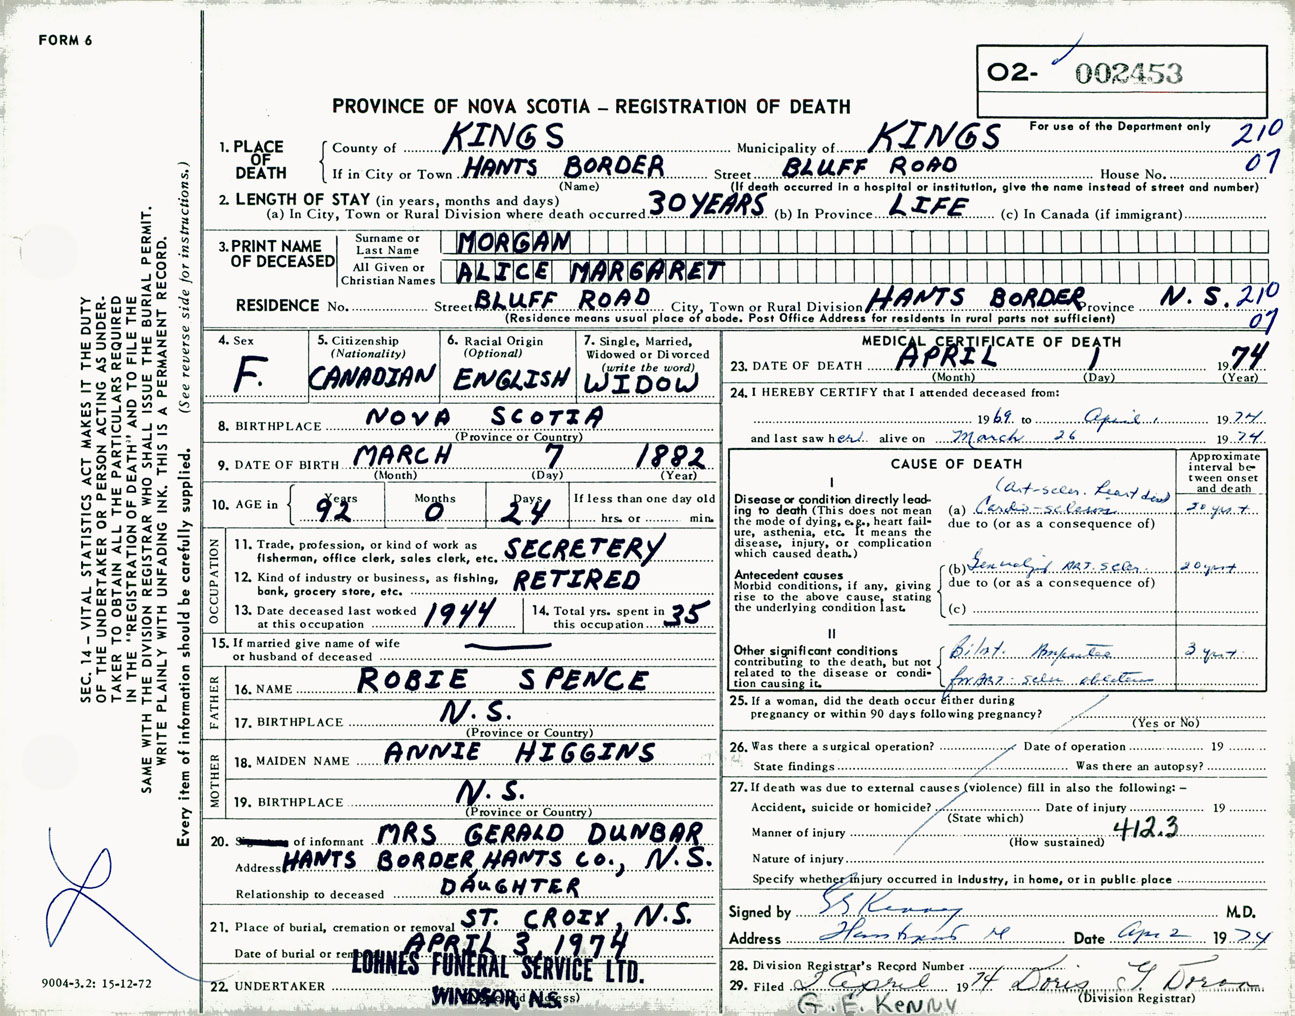 FORM 6
O2- 002453
PROVINCE OF NOVA SCOTIA – REGISTRATION OF DEATH
For use of the Department only
210
07
1. PLACE OF DEATH
County of KINGS Municipality of KINGS
If in City or Town HANTS BORDER Street BLUFF ROAD House No.
(Name) (If death occurred in a hospital or institution, give the name instead of street and number)
2. LENGTH OF STAY (in years, months and days)
(a) In City, Town or Rural Division where death occurred 30 YEARS (b) In Province LIFE (c) In Canada (if immigrant)
3. PRINT NAME OF DECEASED
Surname or Last Name MORGAN
All Given or Christian Names ALICE MARGARET
RESIDENCE No. Street BLUFF ROAD City, Town or Rural Division HANTS BORDER Province N.S. 210
(Residence means usual place of abode. Post Office Address for residents in rural parts not sufficient) 07
4. Sex
F.
5. Citizenship
(Nationality)
CANADIAN
6. Racial Origin
(Optional)
ENGLISH
7. Single, Married,
Widowed or Divorced
(write the word)
WIDOW
8. BIRTHPLACE NOVA SCOTIA
(Province or Country)
9. DATE OF BIRTH MARCH 7 1882
(Month) (Day) (Year)
10. AGE in
Years Months Days If less than one day old
92 0 24 hrs. or min.
OCCUPATION
11. Trade, profession, or kind of work as
fisherman, office clerk, sales clerk, etc. SECRETERY
12. Kind of industry or business, as fishing,
bank, grocery store, etc. RETIRED
13. Date deceased last worked
at this occupation 1944
14. Total yrs. spent in
this occupation 35
15. If married give name of wife
or husband of deceased
FATHER
16. NAME ROBIE SPENCE
17. BIRTHPLACE N.S.
(Province or Country)
MOTHER
18. MAIDEN NAME ANNIE HIGGINS
19. BIRTHPLACE N.S.
(Province or Country)
20. of informant MRS GERALD DUNBAR
Address HANTS BORDER, HANTS CO., N.S.
Relationship to deceased DAUGHTER
21. Place of burial, cremation or removal ST. CROIX, N.S.
Date of burial or removal APRIL 3, 1974
22. UNDERTAKER LOHNES FUNERAL SERVICE LTD.
WINDSOR, N.S.
MEDICAL CERTIFICATE OF DEATH
23. DATE OF DEATH APRIL 1 1974
(Month) (Day) (Year)
24. I HEREBY CERTIFY that I attended deceased from:
1969 to April 1 1974
and last saw her alive on March 26 1974
CAUSE OF DEATH
Approximate interval between onset and death
I
Disease or condition directly leading to death (This does not mean the mode of dying, e.g., heart failure, asthenia, etc. It means the disease, injury, or complication which caused death.)
(Art-scler. heart
(a) Cardio-sclerosis 20 yrs +
due to (or as a consequence of)
Antecedent causes
Morbid conditions, if any, giving rise to the above cause, stating the underlying condition last.
(b) Generalized ART-scler 20 yrs +
due to (or as a consequence of)
(c)
II
Other significant conditions
contributing to the death, but not related to the disease or condition causing it.
Bilat. Amputee 3 yrs +
for ART-scler
25. If a woman, did the death occur either during
pregnancy or within 90 days following pregnancy?
(Yes or No)
26. Was there a surgical operation? Date of operation 19
State findings Was there an autopsy?
27. If death was due to external causes (violence) fill in also the following: –
Accident, suicide or homicide? Date of injury 19
(State which)
Manner of injury 412.3
(How sustained)
Nature of injury
Specify whether injury occurred in Industry, in home, or in public place
Signed by Kenny M.D.
Address Hantsport Date Apr 2 1974
28. Division Registrar's Record Number
29. Filed 2 April 1974 Doris
(Division Registrar)
G. E. KENNY
SEC. 14 – VITAL STATISTICS ACT MAKES IT THE DUTY
OF THE UNDERTAKER OR PERSON ACTING AS UNDER-
TAKER TO OBTAIN ALL THE PARTICULARS REQUIRED
IN THE "REGISTRATION OF DEATH" AND TO FILE THE
SAME WITH THE DIVISION REGISTRAR WHO SHALL ISSUE THE BURIAL PERMIT.
WRITE PLAINLY WITH UNFADING INK. THIS IS A PERMANENT RECORD.
Every item of information should be carefully supplied. (See reverse side for instructions.)
9004-3.2: 15-12-72